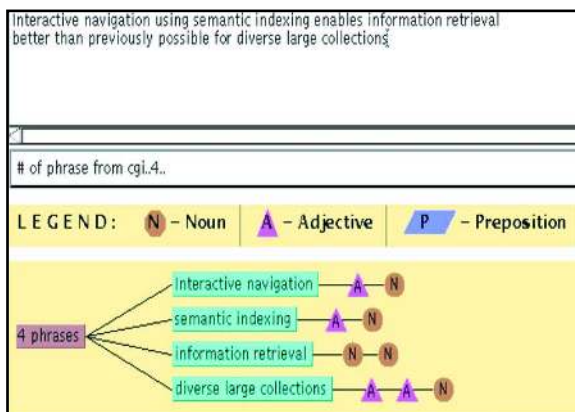 Interactive navigation using semantic indexing enables information retrieval
better than previously possible for diverse large collections
# of phrase from cgi..4..
LEGEND: N – Noun A – Adjective P – Preposition
4 phrases
Interactive navigation A N
semantic indexing A N
information retrieval N N
diverse large collections A A N